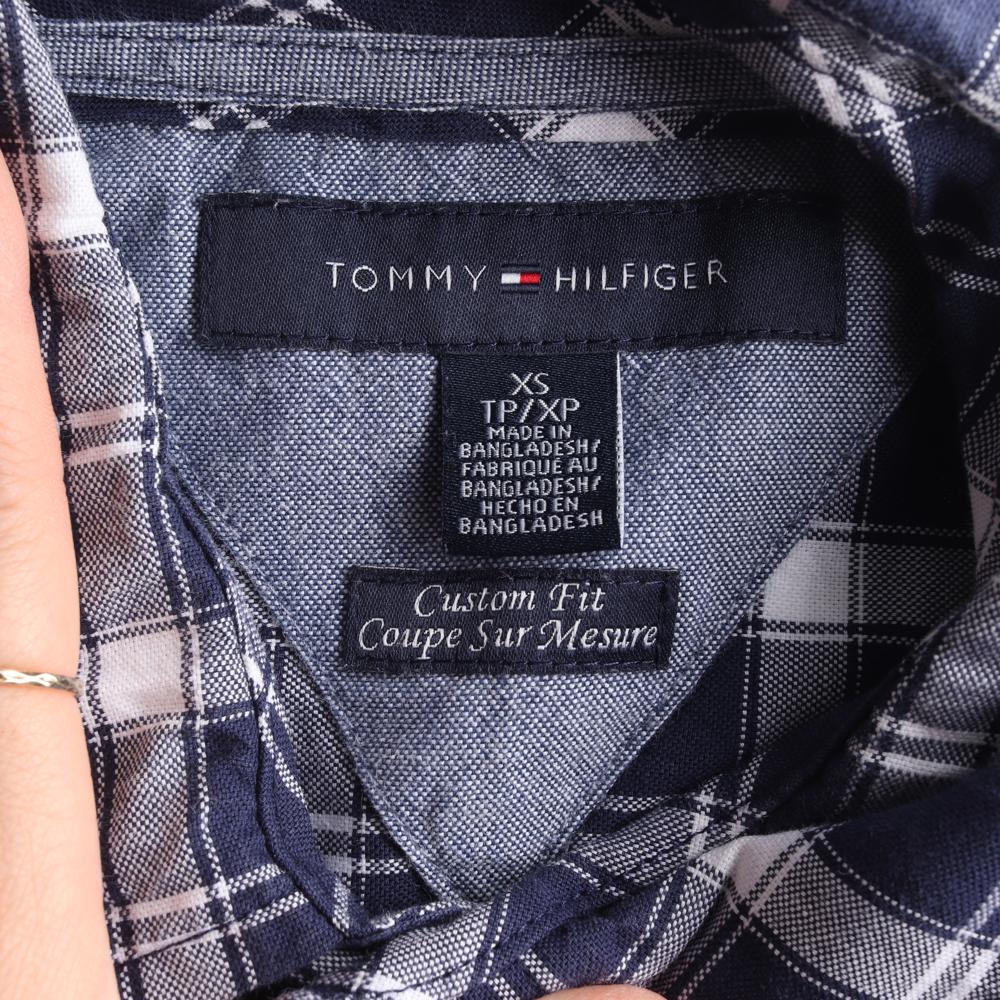 TOMMY HILFIGER
XS
TP/XP
MADE IN
BANGLADESH/
FABRIQUÉ AU
BANGLADESH/
HECHO EN
BANGLADESH
Custom Fit
Coupe Sur Mesure